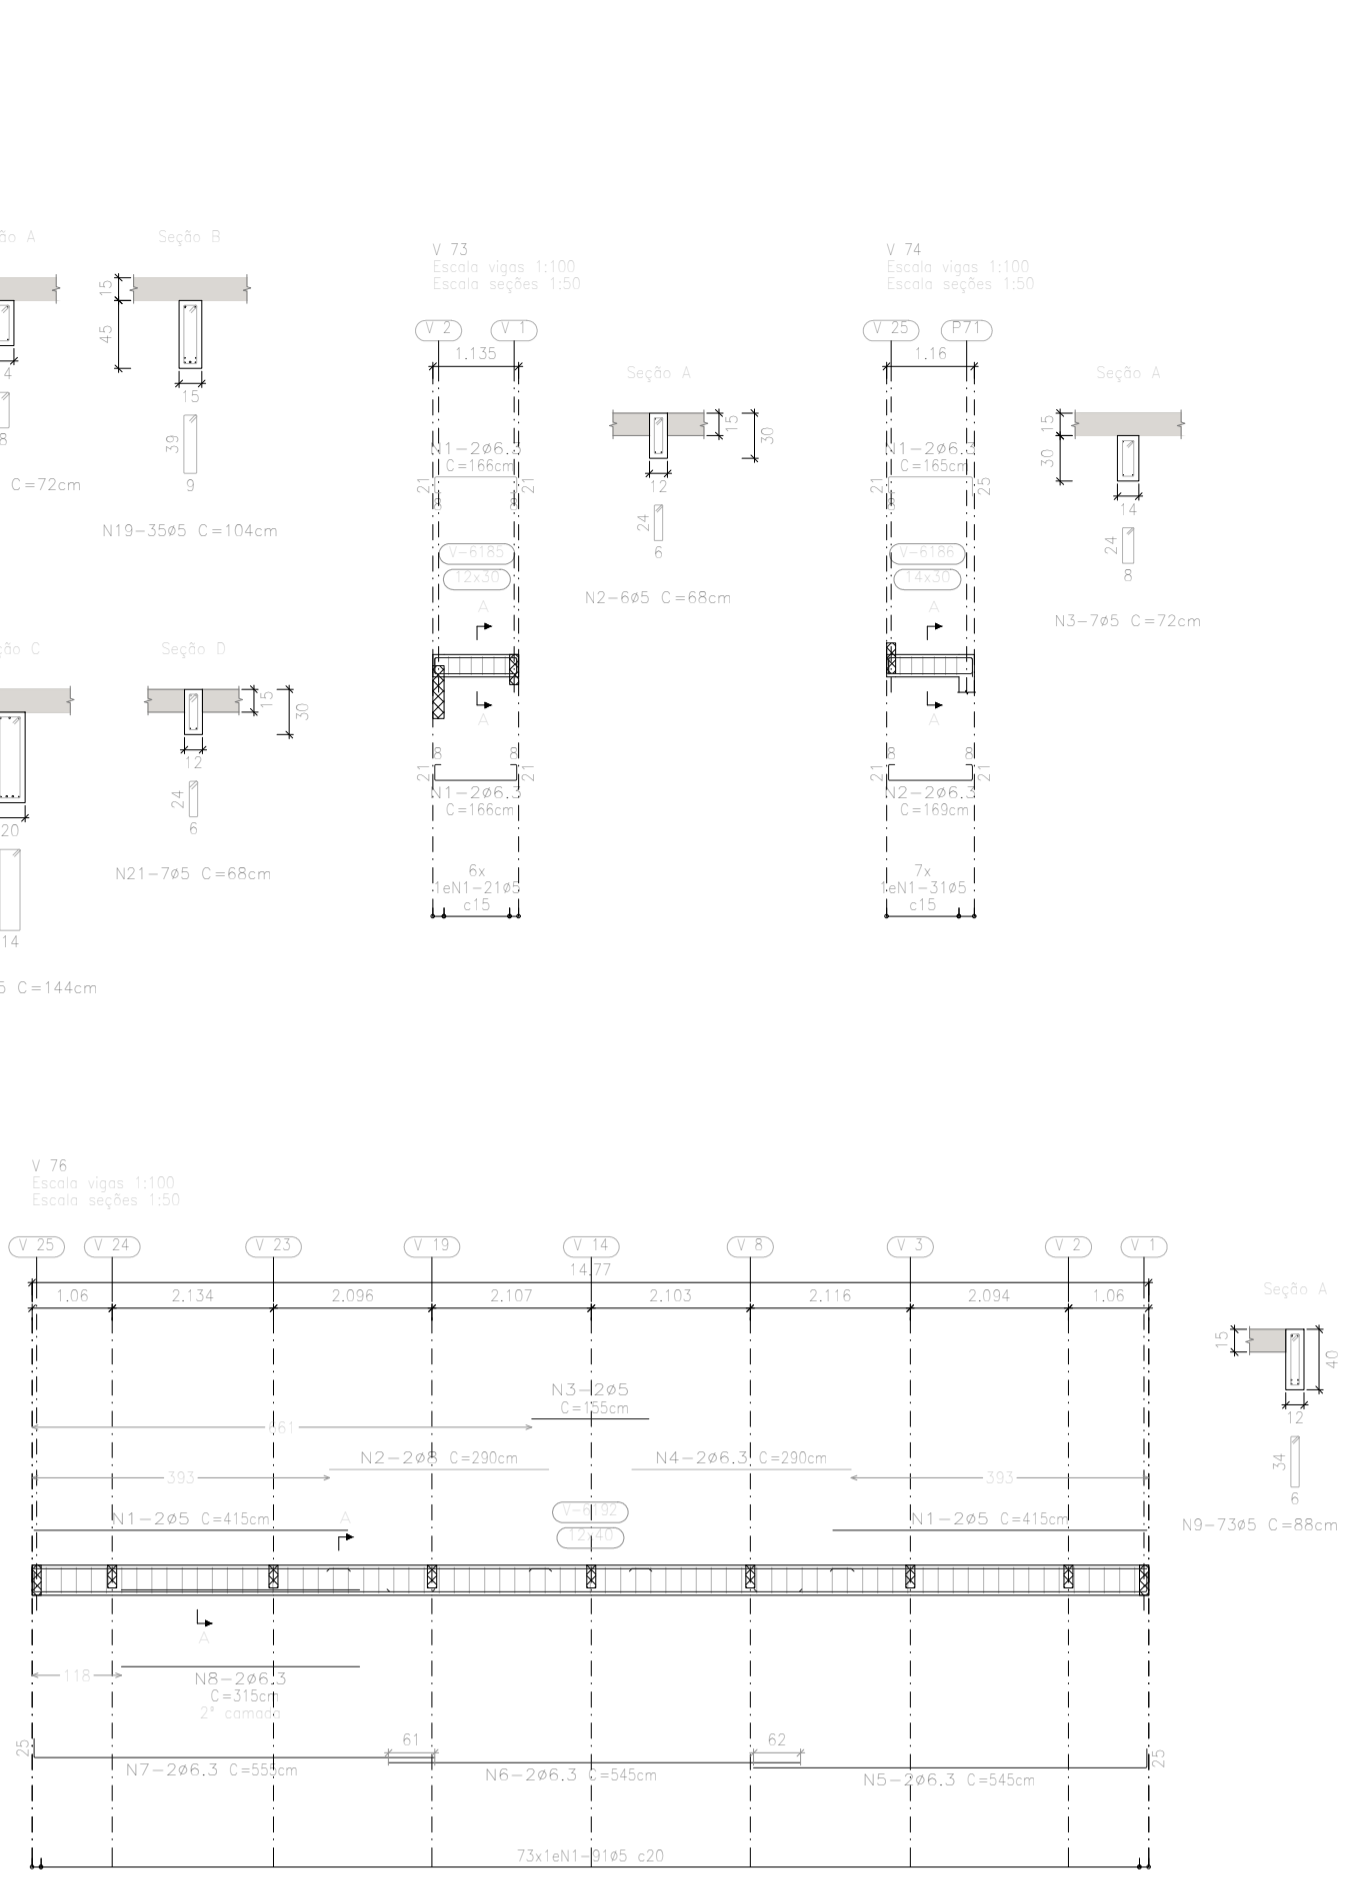 ão A
4
8
C=72cm
Seção B
15
45
15
39
9
N19-35ø5 C=104cm
V 73
Escala vigas 1:100
Escala seções 1:50
V 2
V 1
1.135
N1-2ø6.3
C=166cm
21
8
8
21
V-6185
12x30
A
A
8
8
21
21
N1-2ø6.3
C=166cm
6x
1eN1-21ø5
c15
Seção A
15
30
12
24
6
N2-6ø5 C=68cm
V 74
Escala vigas 1:100
Escala seções 1:50
V 25
P71
1.16
N1-2ø6.3
C=165cm
21
8
25
V-6186
14x30
A
A
8
8
21
21
N2-2ø6.3
C=169cm
7x
1eN1-31ø5
c15
Seção A
15
30
14
24
8
N3-7ø5 C=72cm
ção C
20
14
5 C=144cm
Seção D
15
30
12
24
6
N21-7ø5 C=68cm
V 76
Escala vigas 1:100
Escala seções 1:50
V 25
V 24
V 23
V 19
V 14
V 8
V 3
V 2
V 1
14.77
1.06
2.134
2.096
2.107
2.103
2.116
2.094
1.06
N3-2ø5
C=155cm
661
N2-2ø8 C=290cm
N4-2ø6.3 C=290cm
393
393
N1-2ø5 C=415cm
A
V-6192
12x40
N1-2ø5 C=415cm
A
118
N8-2ø6.3
C=315cm
2ª camada
25
61
62
25
N7-2ø6.3 C=555cm
N6-2ø6.3 C=545cm
N5-2ø6.3 C=545cm
73x1eN1-91ø5 c20
Seção A
15
40
12
34
6
N9-73ø5 C=88cm